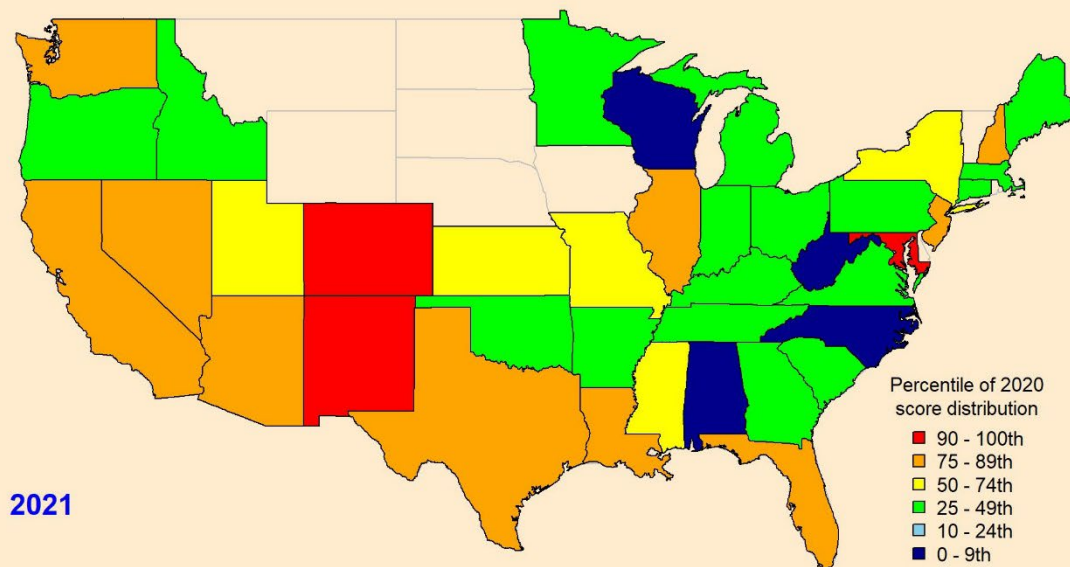 Percentile of 2020
score distribution
90 - 100th
75 - 89th
50 - 74th
25 - 49th
10 - 24th
0 - 9th
2021